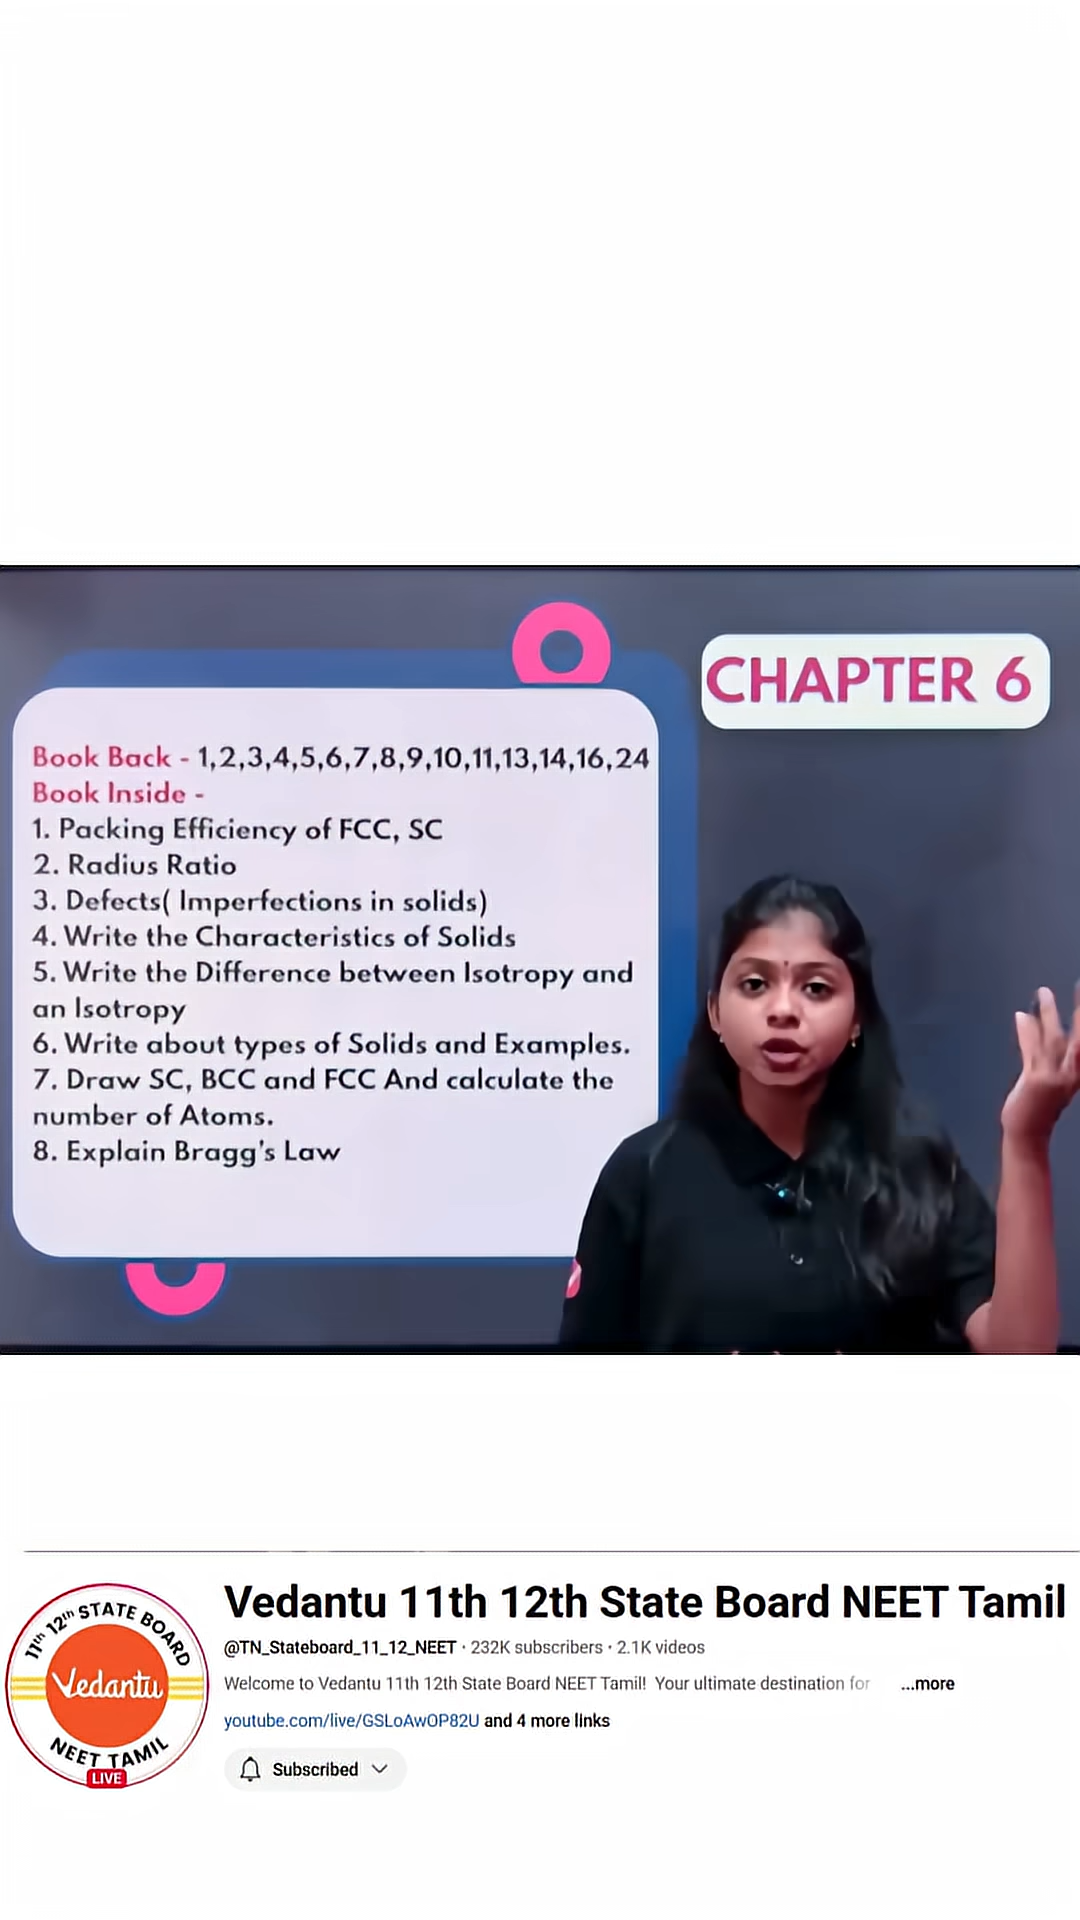 CHAPTER 6
Book Back - 1,2,3,4,5,6,7,8,9,10,11,13,14,16,24
Book Inside -
1. Packing Efficiency of FCC, SC
2. Radius Ratio
3. Defects( Imperfections in solids)
4. Write the Characteristics of Solids
5. Write the Difference between Isotropy and
an Isotropy
6. Write about types of Solids and Examples.
7. Draw SC, BCC and FCC And calculate the
number of Atoms.
8. Explain Bragg's Law
11th 12th STATE BOARD
Vedantu
NEET TAMIL
LIVE
Vedantu 11th 12th State Board NEET Tamil
@TN_Stateboard_11_12_NEET · 232K subscribers · 2.1K videos
Welcome to Vedantu 11th 12th State Board NEET Tamil! Your ultimate destination for ...more
youtube.com/live/GSLoAwOP82U and 4 more links
Subscribed